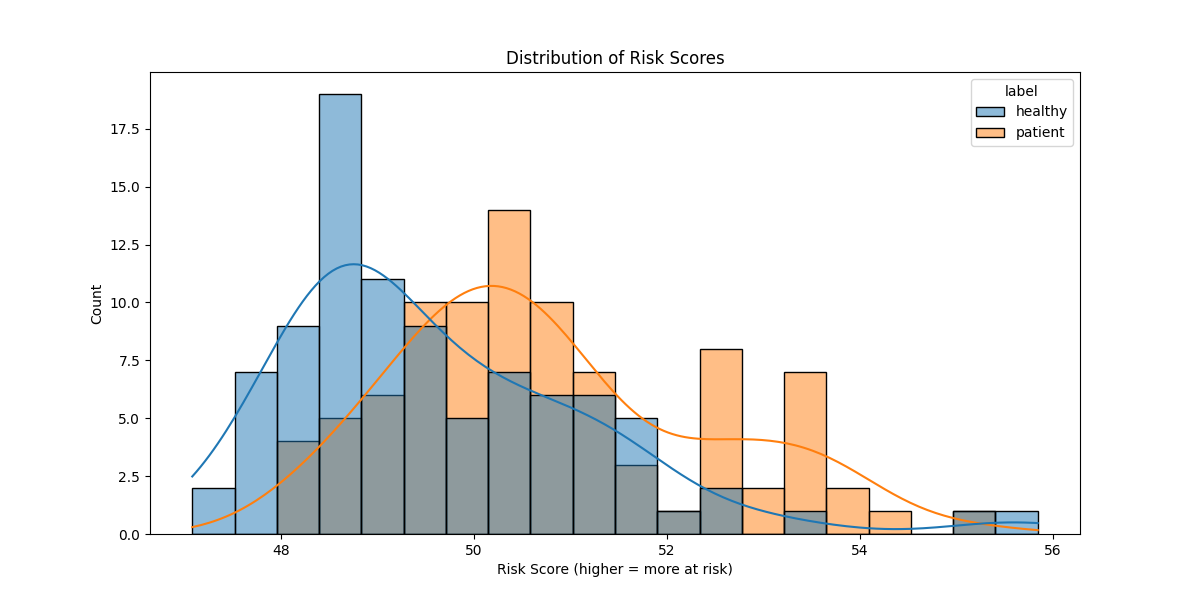 Distribution of Risk Scores
label
healthy
patient
Count
17.5
15.0
12.5
10.0
7.5
5.0
2.5
0.0
48 50 52 54 56
Risk Score (higher = more at risk)